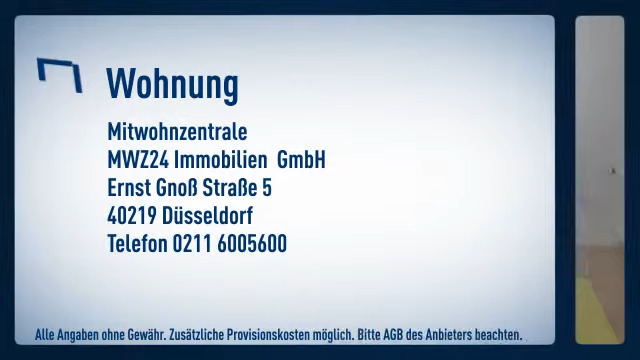 Wohnung
Mitwohnzentrale
MWZ24 Immobilien GmbH
Ernst Gnoß Straße 5
40219 Düsseldorf
Telefon 0211 6005600
Alle Angaben ohne Gewähr. Zusätzliche Provisionskosten möglich. Bitte AGB des Anbieters beachten.